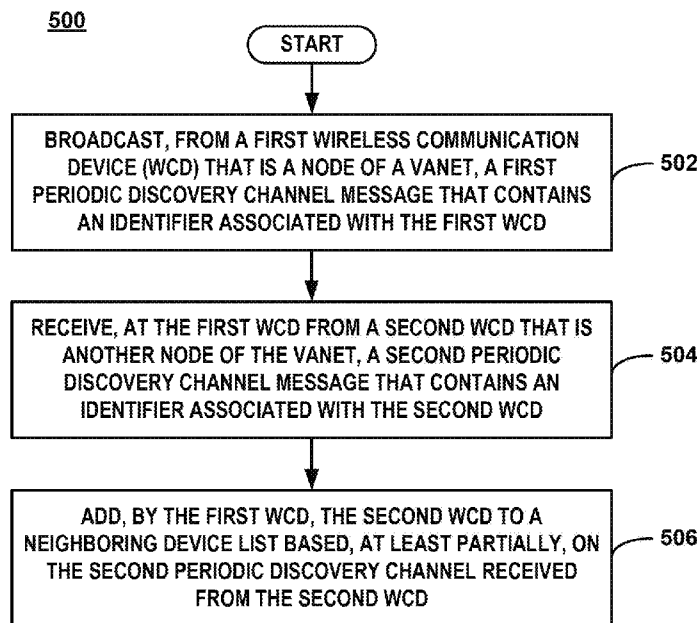 500
START
BROADCAST, FROM A FIRST WIRELESS COMMUNICATION
DEVICE (WCD) THAT IS A NODE OF A VANET, A FIRST
PERIODIC DISCOVERY CHANNEL MESSAGE THAT CONTAINS
AN IDENTIFIER ASSOCIATED WITH THE FIRST WCD
502
RECEIVE, AT THE FIRST WCD FROM A SECOND WCD THAT IS
ANOTHER NODE OF THE VANET, A SECOND PERIODIC
DISCOVERY CHANNEL MESSAGE THAT CONTAINS AN
IDENTIFIER ASSOCIATED WITH THE SECOND WCD
504
ADD, BY THE FIRST WCD, THE SECOND WCD TO A
NEIGHBORING DEVICE LIST BASED, AT LEAST PARTIALLY, ON
THE SECOND PERIODIC DISCOVERY CHANNEL RECEIVED
FROM THE SECOND WCD
506